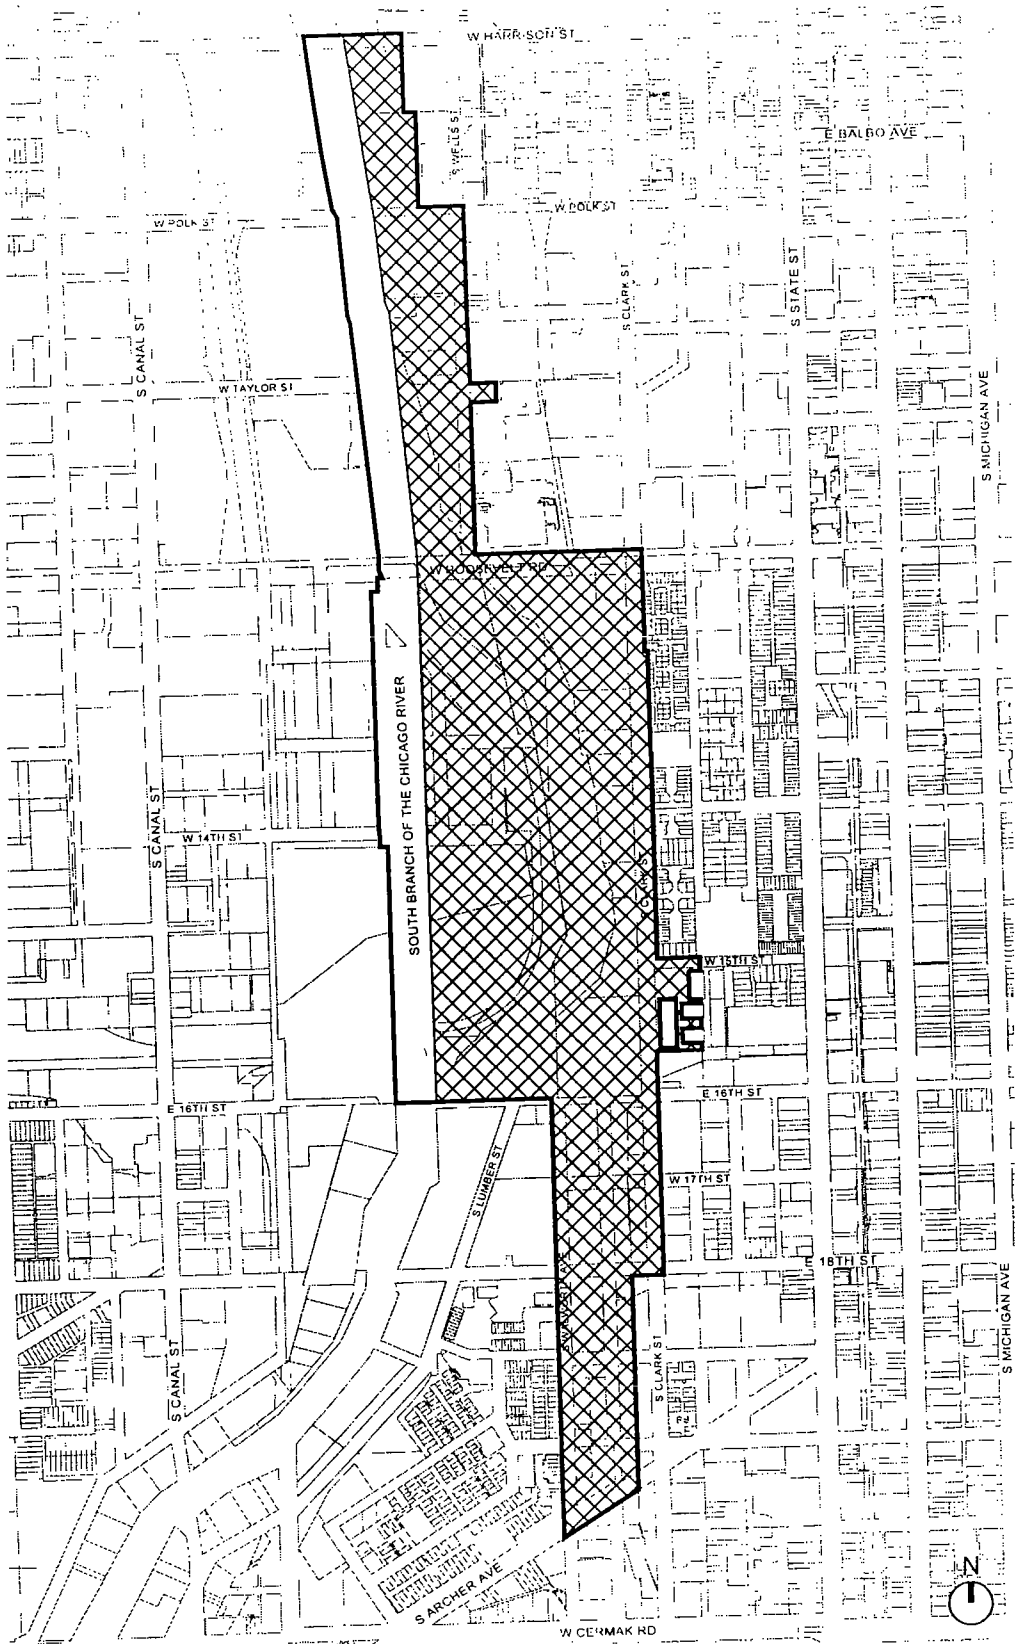 W HARRISON ST
S WELLS S
E BALBO AVE
W POLK ST
W POLK ST
S CLARK ST
S STATE ST
S CANAL ST
W TAYLOR ST
S MICHIGAN AVE
W ROOSEVELT RD
SOUTH BRANCH OF THE CHICAGO RIVER
S CANAL ST
W 14TH ST
S CLARK ST
W 15TH ST
E 16TH ST
E 16TH ST
S LUMBER ST
W 17TH ST
E 18TH ST
S CANAL ST
S CLARK ST
S MICHIGAN AVE
S ARCHER AVE
W CERMAK RD
N